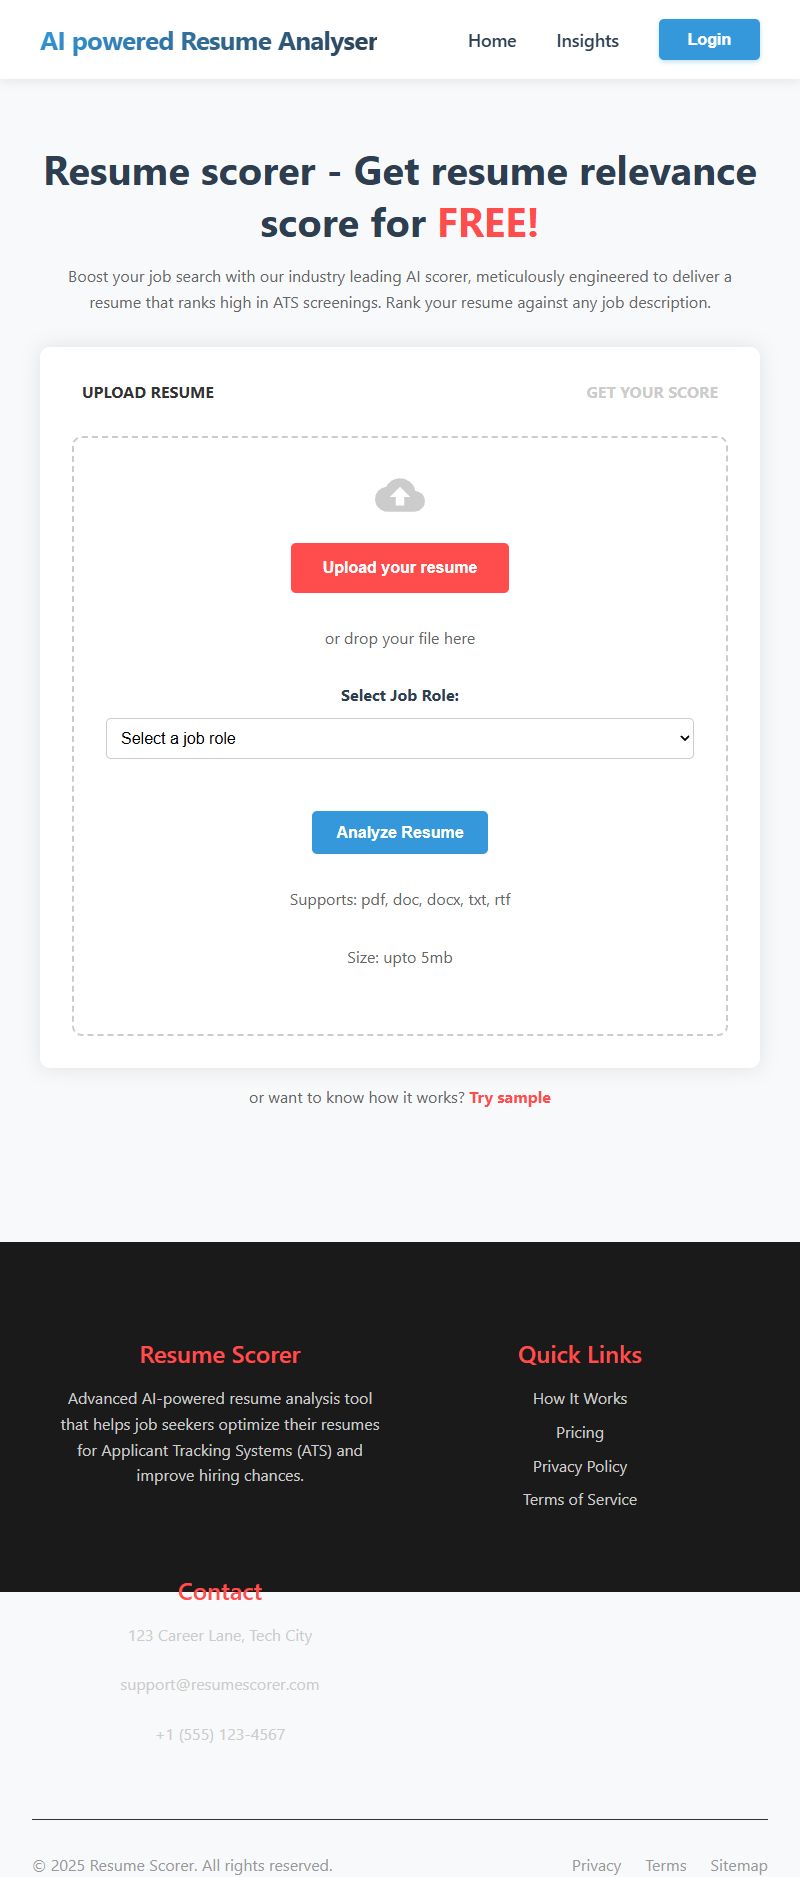 AI powered Resume Analyser
Home
Insights
Login
Resume scorer - Get resume relevance
score for FREE!
Boost your job search with our industry leading AI scorer, meticulously engineered to deliver a
resume that ranks high in ATS screenings. Rank your resume against any job description.
UPLOAD RESUME
GET YOUR SCORE
Upload your resume
or drop your file here
Select Job Role:
Select a job role
Analyze Resume
Supports: pdf, doc, docx, txt, rtf
Size: upto 5mb
or want to know how it works? Try sample
Resume Scorer
Advanced AI-powered resume analysis tool
that helps job seekers optimize their resumes
for Applicant Tracking Systems (ATS) and
improve hiring chances.
Quick Links
How It Works
Pricing
Privacy Policy
Terms of Service
Contact
123 Career Lane, Tech City
support@resumescorer.com
+1 (555) 123-4567
© 2025 Resume Scorer. All rights reserved.
Privacy
Terms
Sitemap